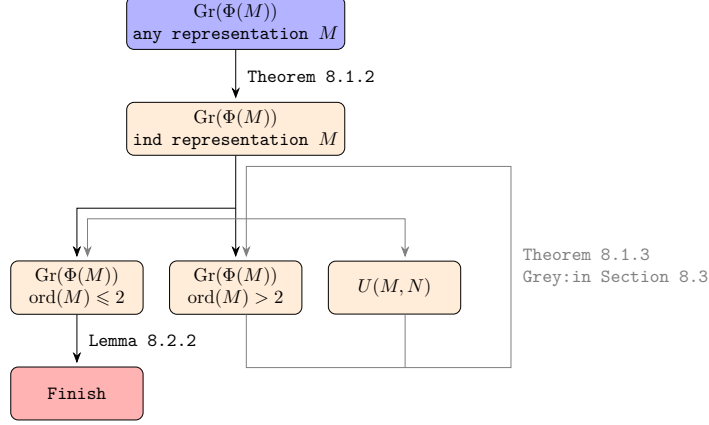 Gr(Φ(M))
any representation M
Theorem 8.1.2
Gr(Φ(M))
ind representation M
Theorem 8.1.3
Grey:in Section 8.3
Gr(Φ(M))
ord(M) ⩽ 2
Gr(Φ(M))
ord(M) > 2
U(M, N)
Lemma 8.2.2
Finish